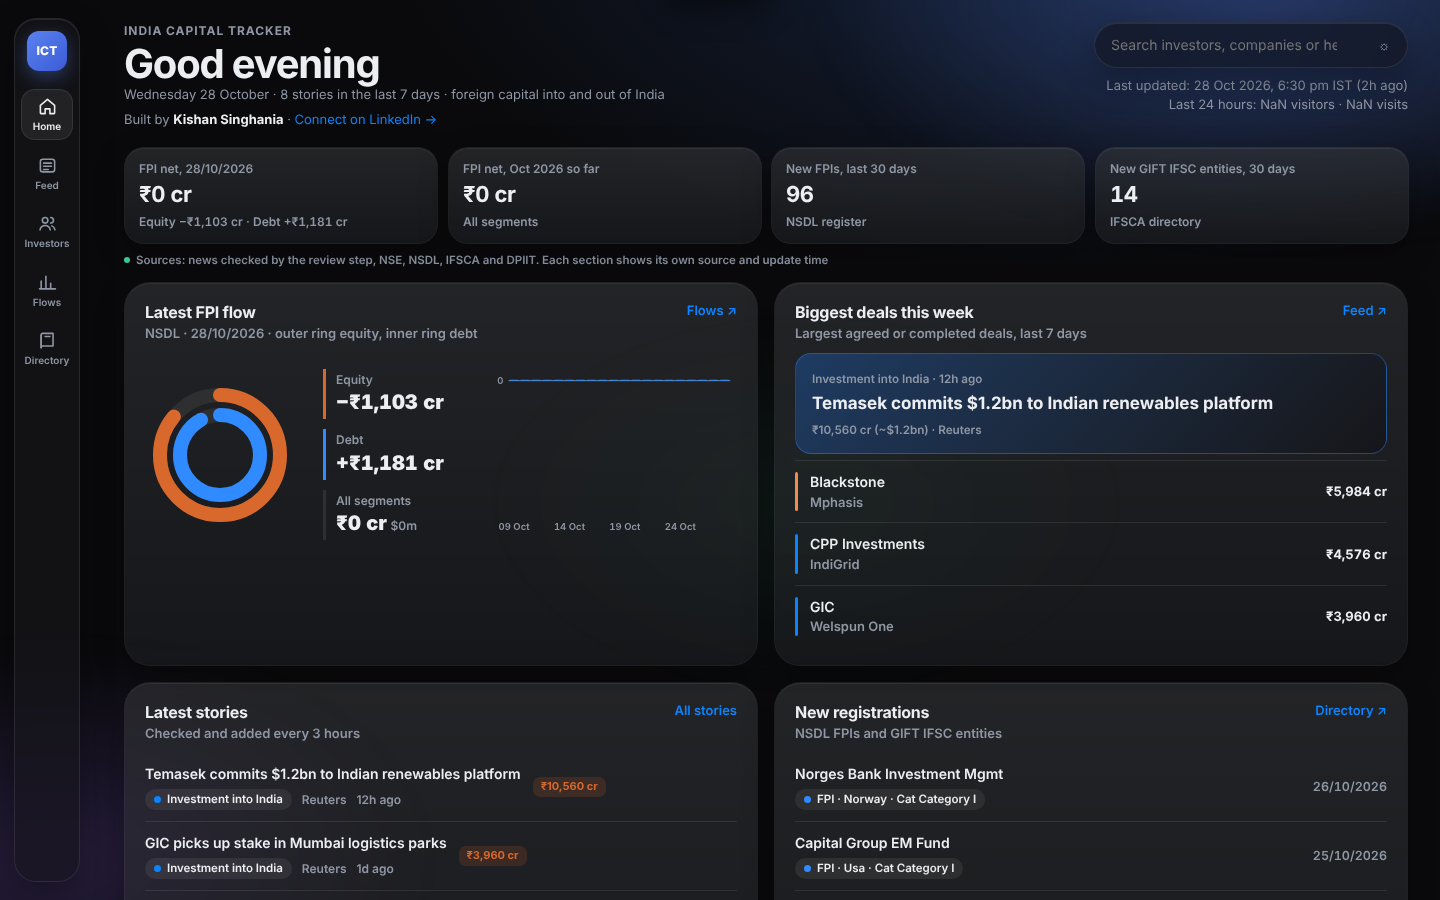 ICT
Home
Feed
Investors
Flows
Directory
INDIA CAPITAL TRACKER
Good evening
Wednesday 28 October · 8 stories in the last 7 days · foreign capital into and out of India
Built by Kishan Singhania · Connect on LinkedIn →
Search investors, companies or he
Last updated: 28 Oct 2026, 6:30 pm IST (2h ago)
Last 24 hours: NaN visitors · NaN visits
FPI net, 28/10/2026
₹0 cr
Equity −₹1,103 cr · Debt +₹1,181 cr
FPI net, Oct 2026 so far
₹0 cr
All segments
New FPIs, last 30 days
96
NSDL register
New GIFT IFSC entities, 30 days
14
IFSCA directory
Sources: news checked by the review step, NSE, NSDL, IFSCA and DPIIT. Each section shows its own source and update time
Latest FPI flow
Flows ↗
NSDL · 28/10/2026 · outer ring equity, inner ring debt
Equity
−₹1,103 cr
Debt
+₹1,181 cr
All segments
₹0 cr $0m
0
09 Oct 14 Oct 19 Oct 24 Oct
Biggest deals this week
Feed ↗
Largest agreed or completed deals, last 7 days
Investment into India · 12h ago
Temasek commits $1.2bn to Indian renewables platform
₹10,560 cr (~$1.2bn) · Reuters
Blackstone
Mphasis
₹5,984 cr
CPP Investments
IndiGrid
₹4,576 cr
GIC
Welspun One
₹3,960 cr
Latest stories
All stories
Checked and added every 3 hours
Temasek commits $1.2bn to Indian renewables platform
₹10,560 cr
Investment into India Reuters 12h ago
GIC picks up stake in Mumbai logistics parks
₹3,960 cr
Investment into India Reuters 1d ago
New registrations
Directory ↗
NSDL FPIs and GIFT IFSC entities
Norges Bank Investment Mgmt
FPI · Norway · Cat Category I
26/10/2026
Capital Group EM Fund
FPI · Usa · Cat Category I
25/10/2026